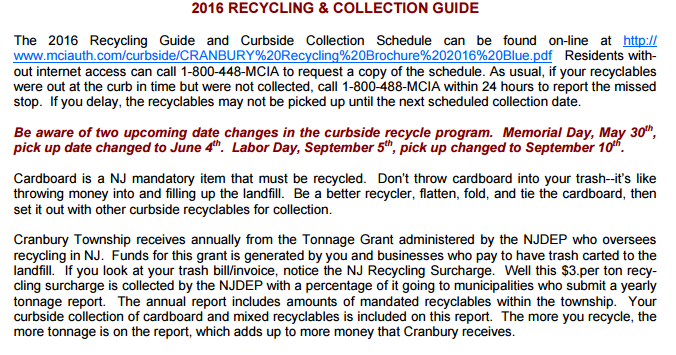 2016 RECYCLING & COLLECTION GUIDE
The 2016 Recycling Guide and Curbside Collection Schedule can be found on-line at http://
www.mciauth.com/curbside/CRANBURY%20Recycling%20Brochure%202016%20Blue.pdf Residents with-
out internet access can call 1-800-448-MCIA to request a copy of the schedule. As usual, if your recyclables
were out at the curb in time but were not collected, call 1-800-488-MCIA within 24 hours to report the missed
stop. If you delay, the recyclables may not be picked up until the next scheduled collection date.
Be aware of two upcoming date changes in the curbside recycle program. Memorial Day, May 30th,
pick up date changed to June 4th. Labor Day, September 5th, pick up changed to September 10th.
Cardboard is a NJ mandatory item that must be recycled. Don't throw cardboard into your trash--it's like
throwing money into and filling up the landfill. Be a better recycler, flatten, fold, and tie the cardboard, then
set it out with other curbside recyclables for collection.
Cranbury Township receives annually from the Tonnage Grant administered by the NJDEP who oversees
recycling in NJ. Funds for this grant is generated by you and businesses who pay to have trash carted to the
landfill. If you look at your trash bill/invoice, notice the NJ Recycling Surcharge. Well this $3.per ton recy-
cling surcharge is collected by the NJDEP with a percentage of it going to municipalities who submit a yearly
tonnage report. The annual report includes amounts of mandated recyclables within the township. Your
curbside collection of cardboard and mixed recyclables is included on this report. The more you recycle, the
more tonnage is on the report, which adds up to more money that Cranbury receives.